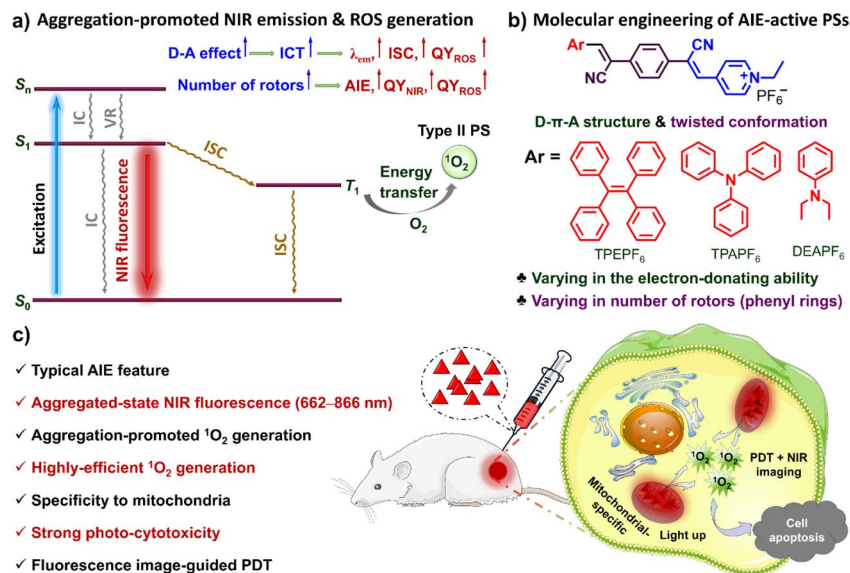 a) Aggregation-promoted NIR emission & ROS generation
D-A effect↑ ICT↑ λem,↑ ISC,↑ QYROS↑
Number of rotors↑ AIE,↑ QYNIR,↑ QYROS↑
Sn
IC
VR
S1
ISC
Type II PS
¹O₂
Energy
transfer
T1
O₂
Excitation
IC
NIR fluorescence
ISC
S0
b) Molecular engineering of AIE-active PSs
Ar
CN
NC
N+
PF₆⁻
D-π-A structure & twisted conformation
Ar =
N
N
TPEPF₆
TPAPF₆
DEAPF₆
♣ Varying in the electron-donating ability
♣ Varying in number of rotors (phenyl rings)
c)
✓ Typical AIE feature
✓ Aggregated-state NIR fluorescence (662–866 nm)
✓ Aggregation-promoted ¹O₂ generation
✓ Highly-efficient ¹O₂ generation
✓ Specificity to mitochondria
✓ Strong photo-cytotoxicity
✓ Fluorescence image-guided PDT
¹O₂
¹O₂
¹O₂
PDT + NIR
imaging
Mitochondrial-
specific
Light up
Cell
apoptosis